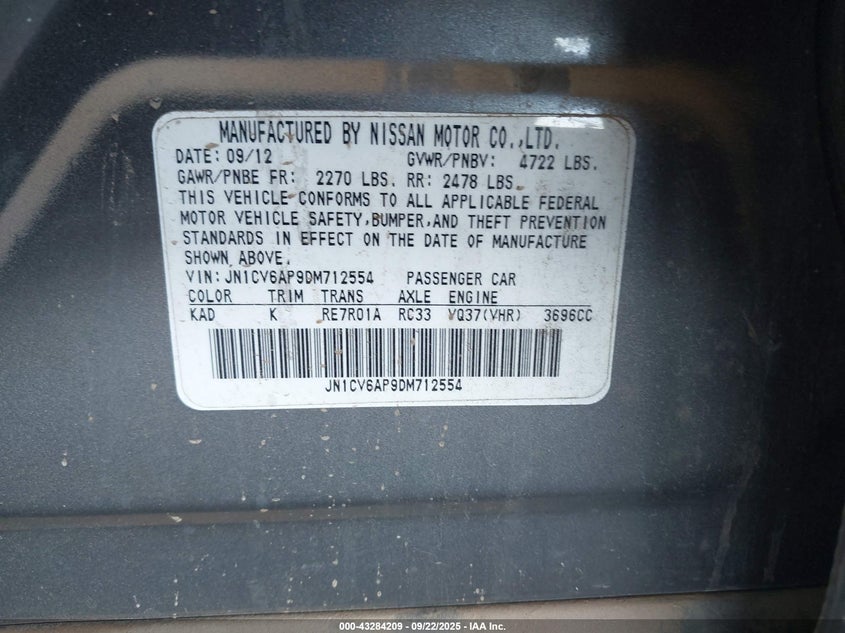 MANUFACTURED BY NISSAN MOTOR CO.,LTD.
DATE: 09/12 GVWR/PNBV: 4722 LBS.
GAWR/PNBE FR: 2270 LBS. RR: 2478 LBS.
THIS VEHICLE CONFORMS TO ALL APPLICABLE FEDERAL
MOTOR VEHICLE SAFETY,BUMPER,AND THEFT PREVENTION
STANDARDS IN EFFECT ON THE DATE OF MANUFACTURE
SHOWN ABOVE.
VIN:JN1CV6AP9DM712554 PASSENGER CAR
COLOR TRIM TRANS AXLE ENGINE
KAD K RE7R01A RC33 VQ37(VHR) 3696CC
JN1CV6AP9DM712554
000-43284209 - 09/22/2025 - IAA Inc.